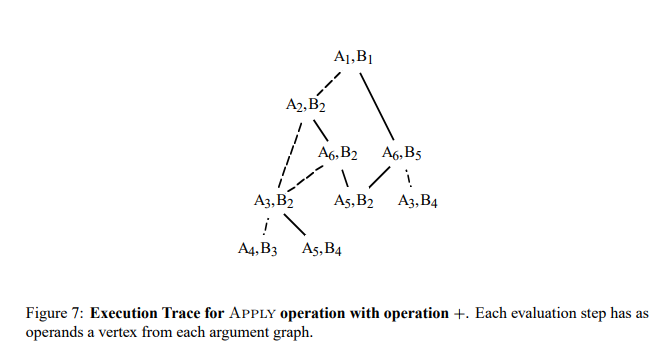 A1,B1
A2,B2
A6,B2 A6,B5
A3,B2 A5,B2 A3,B4
A4,B3 A5,B4
Figure 7: Execution Trace for APPLY operation with operation +. Each evaluation step has as
operands a vertex from each argument graph.